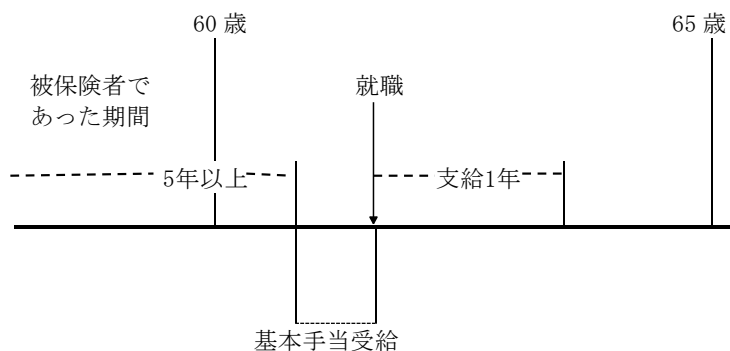 60 歳
65 歳
被保険者で
あった期間
就職
5年以上
支給1年
基本手当受給